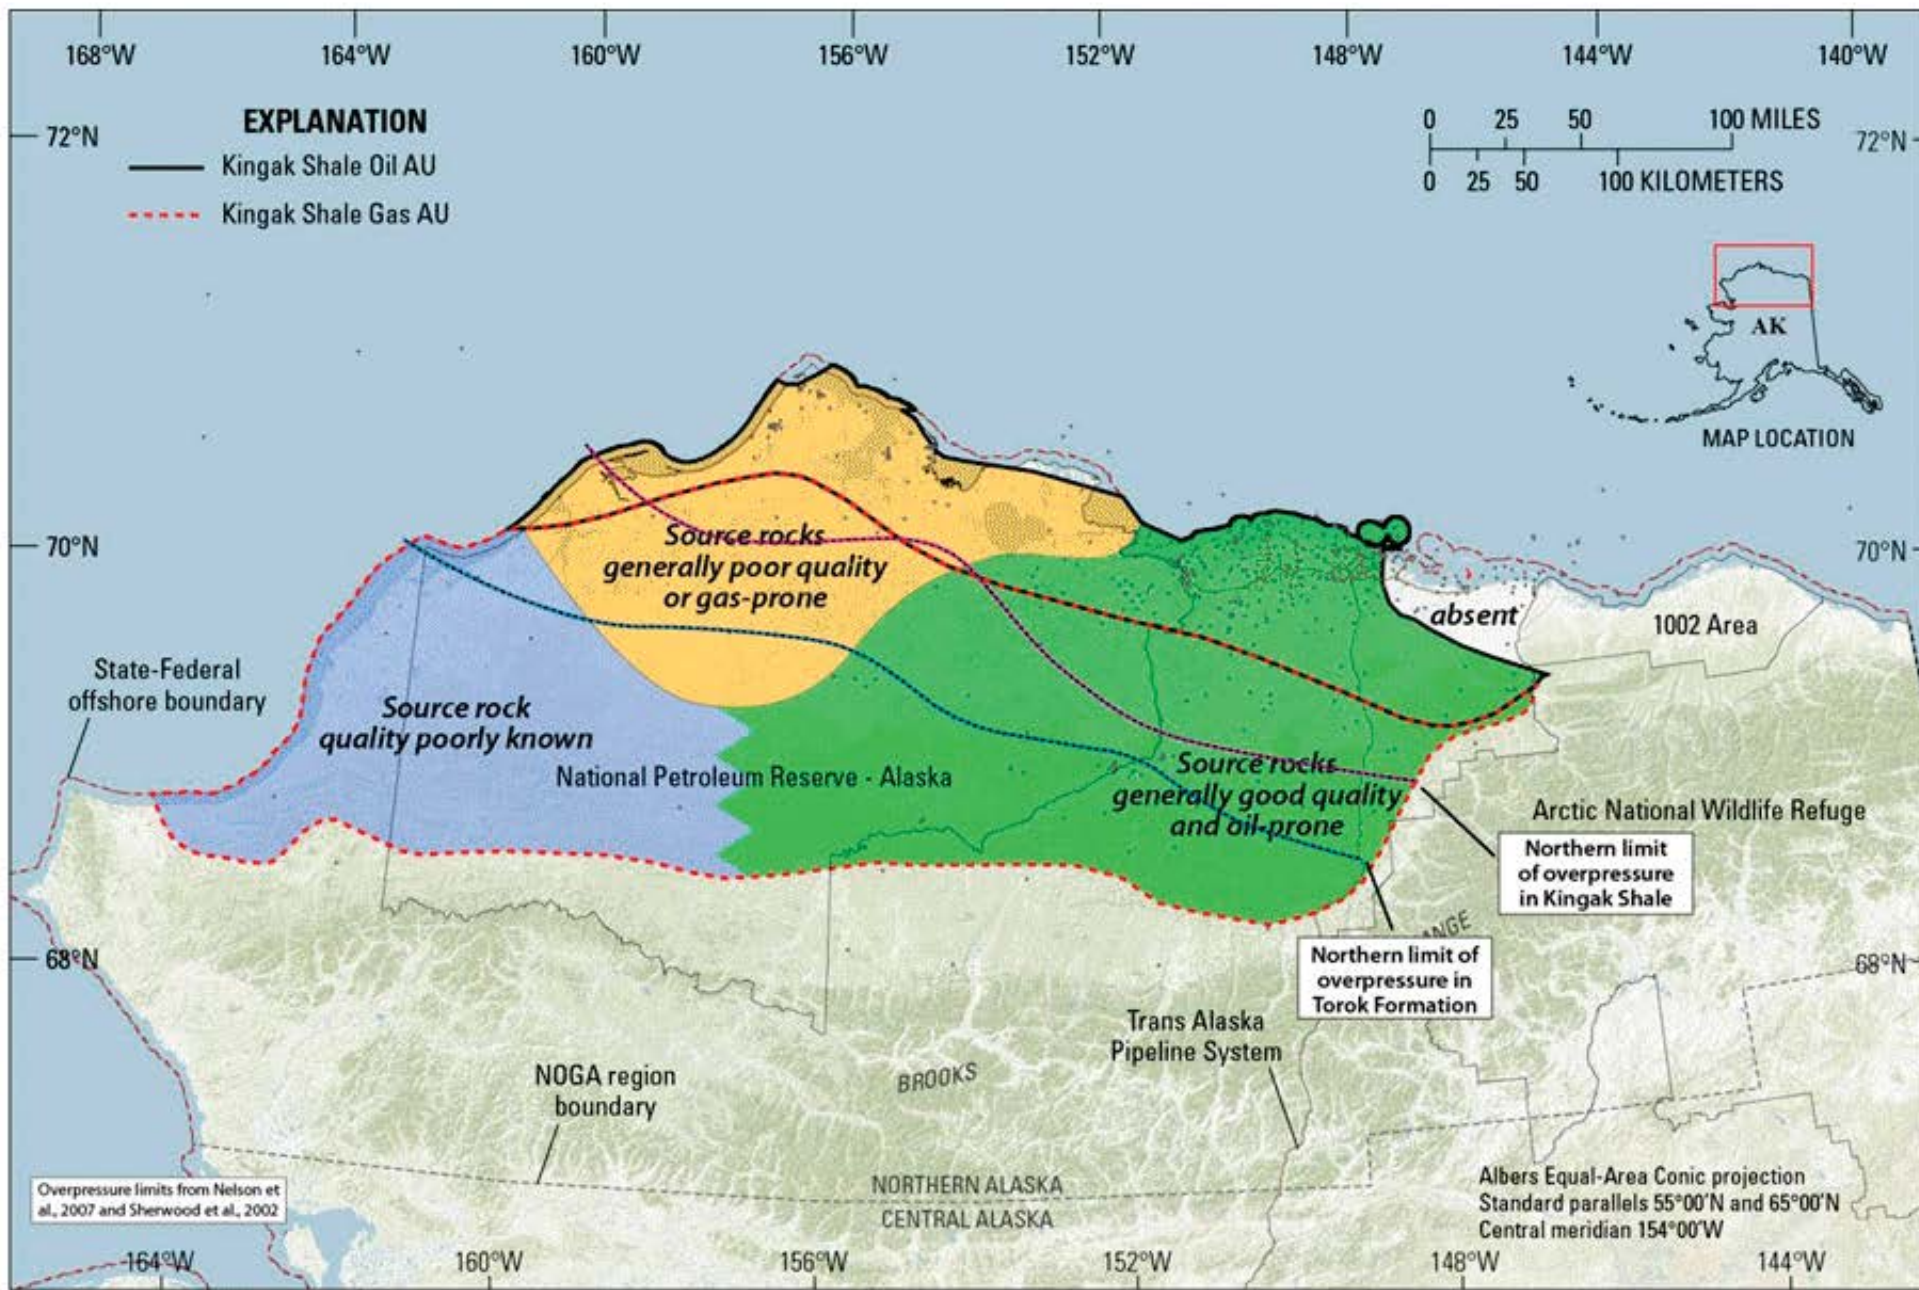 168°W 164°W 160°W 156°W 152°W 148°W 144°W 140°W
EXPLANATION
Kingak Shale Oil AU
Kingak Shale Gas AU
72°N
0 25 50 100 MILES
0 25 50 100 KILOMETERS
72°N
AK
MAP LOCATION
70°N
70°N
Source rocks
generally poor quality
or gas-prone
absent
1002 Area
State-Federal
offshore boundary
Source rock
quality poorly known
National Petroleum Reserve - Alaska
Source rocks
generally good quality
and oil-prone
Arctic National Wildlife Refuge
Northern limit
of overpressure
in Kingak Shale
68°N
68°N
ANGE
Northern limit of
overpressure in
Torok Formation
Trans Alaska
Pipeline System
BROOKS
NOGA region
boundary
NORTHERN ALASKA
CENTRAL ALASKA
Overpressure limits from Nelson et
al., 2007 and Sherwood et al., 2002
Albers Equal-Area Conic projection
Standard parallels 55°00'N and 65°00'N
Central meridian 154°00'W
164°W 160°W 156°W 152°W 148°W 144°W